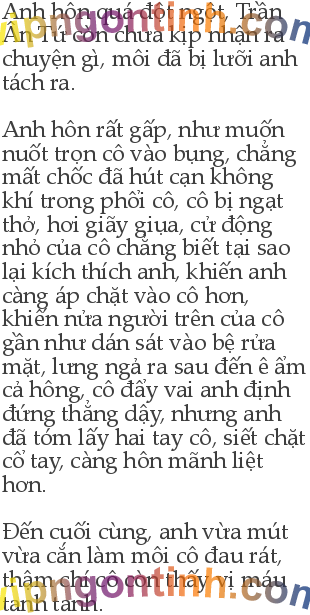 Anh hôn quá đột ngột, Trần
Ân Tứ còn chưa kịp nhận ra
chuyện gì, môi đã bị lưỡi anh
tách ra.

Anh hôn rất gấp, như muốn
nuốt trọn cô vào bụng, chẳng
mất chốc đã hút cạn không
khí trong phổi cô, cô bị ngạt
thở, hơi giãy giụa, cử động
nhỏ của cô chẳng biết tại sao
lại kích thích anh, khiến anh
càng áp chặt vào cô hơn,
khiến nửa người trên của cô
gần như dán sát vào bệ rửa
mặt, lưng ngả ra sau đến ê ẩm
cả hông, cô đẩy vai anh định
đứng thẳng dậy, nhưng anh
đã tóm lấy hai tay cô, siết chặt
cổ tay, càng hôn mãnh liệt
hơn.

Đến cuối cùng, anh vừa mút
vừa cắn làm môi cô đau rát,
thậm chí cô còn thấy vị máu
tanh tanh.
vipngontinh.com
vipngontinh.com